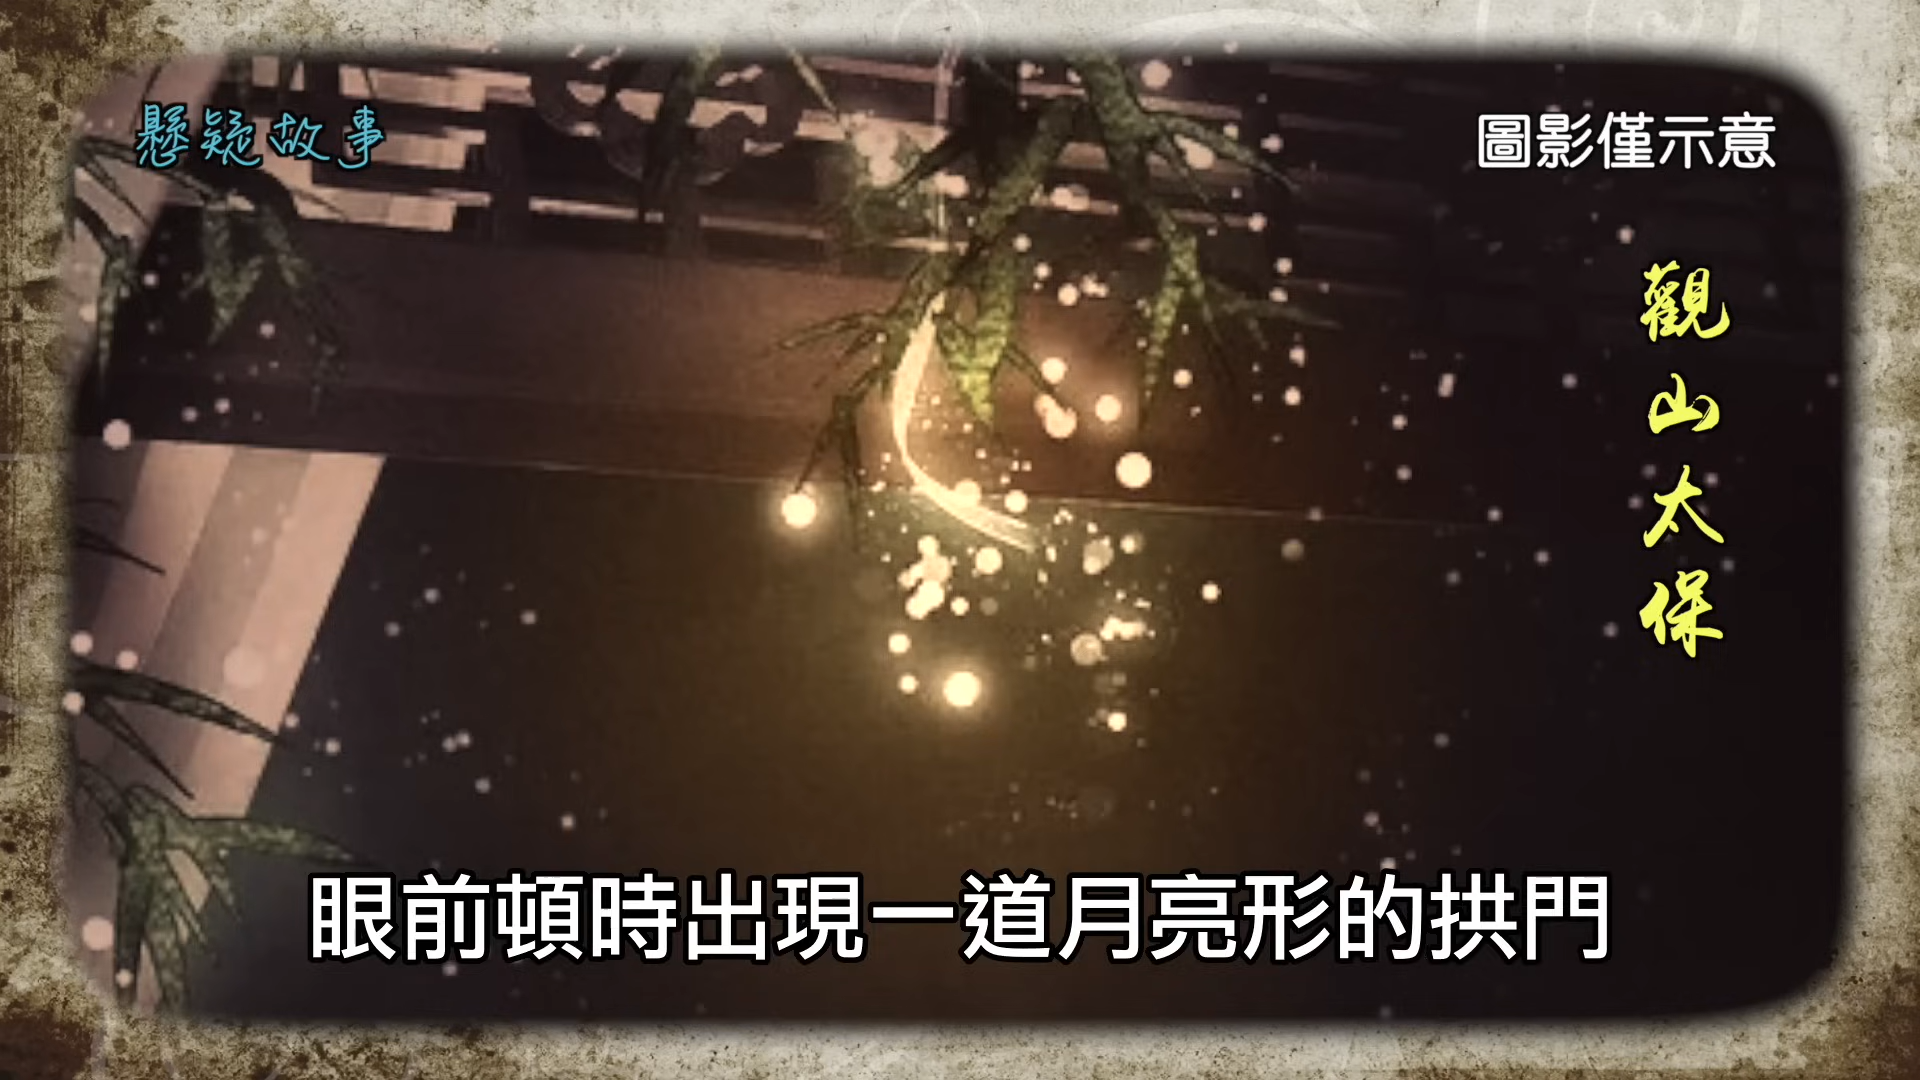 懸疑故事
圖影僅示意
觀山太保
眼前頓時出現一道月亮形的拱門